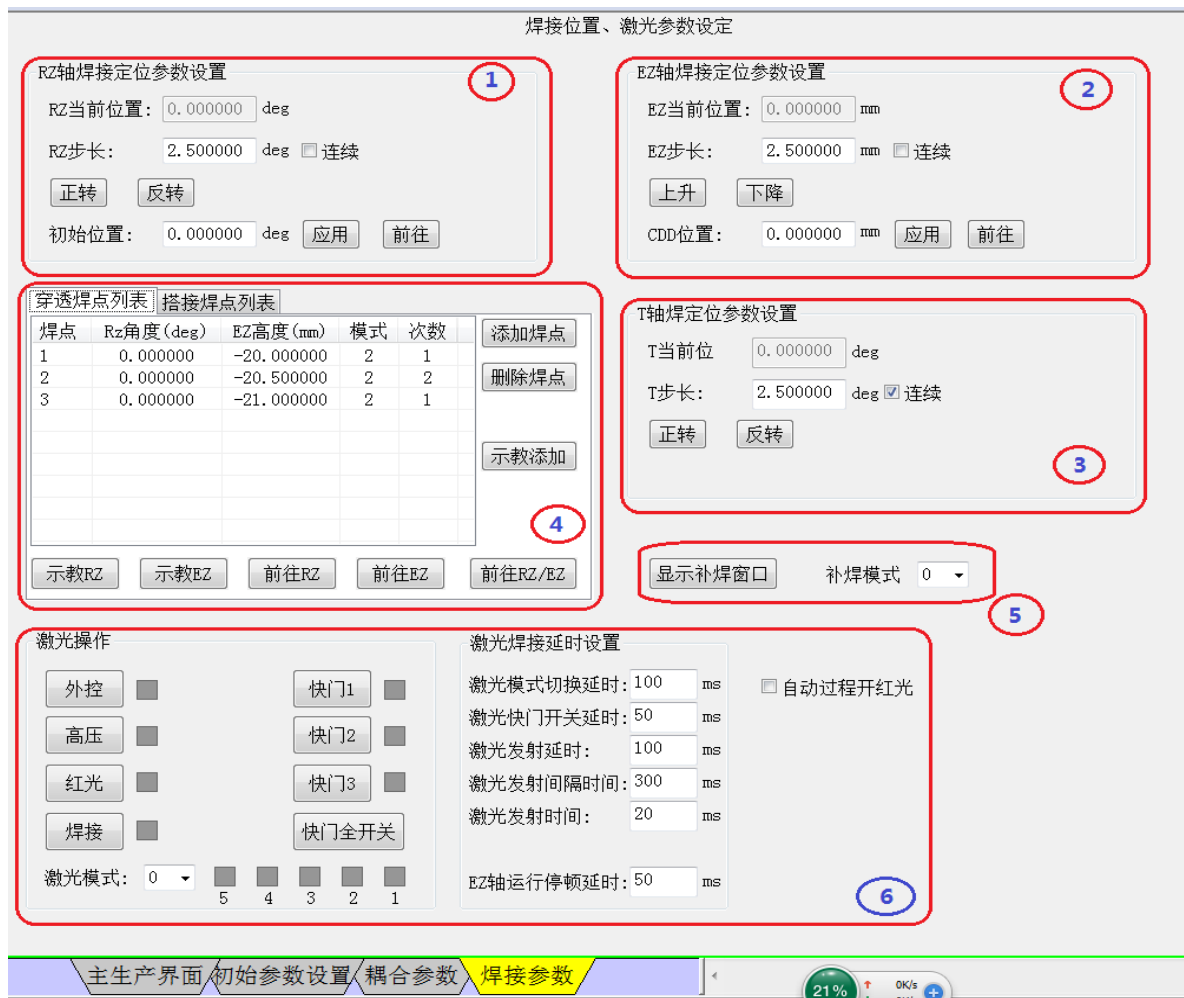 焊接位置、激光参数设定
RZ轴焊接定位参数设置
1
RZ当前位置: 0.000000 deg
RZ步长: 2.500000 deg 连续
正转 反转
初始位置: 0.000000 deg 应用 前往
EZ轴焊接定位参数设置
2
EZ当前位置: 0.000000 mm
EZ步长: 2.500000 mm 连续
上升 下降
CDD位置: 0.000000 mm 应用 前往
穿透焊点列表 搭接焊点列表
焊点 Rz角度(deg) EZ高度(mm) 模式 次数
1 0.000000 -20.000000 2 1
2 0.000000 -20.500000 2 2
3 0.000000 -21.000000 2 1
添加焊点
删除焊点
示教添加
4
示教RZ 示教EZ 前往RZ 前往EZ 前往RZ/EZ
T轴焊定位参数设置
T当前位 0.000000 deg
T步长: 2.500000 deg 连续
正转 反转
3
显示补焊窗口 补焊模式 0
5
激光操作
外控 快门1
高压 快门2
红光 快门3
焊接 快门全开关
激光模式: 0
5 4 3 2 1
激光焊接延时设置
激光模式切换延时: 100 ms
激光快门开关延时: 50 ms
激光发射延时: 100 ms
激光发射间隔时间: 300 ms
激光发射时间: 20 ms
EZ轴运行停顿延时: 50 ms
自动过程开红光
6
主生产界面 初始参数设置 耦合参数 焊接参数
21% 0K/s